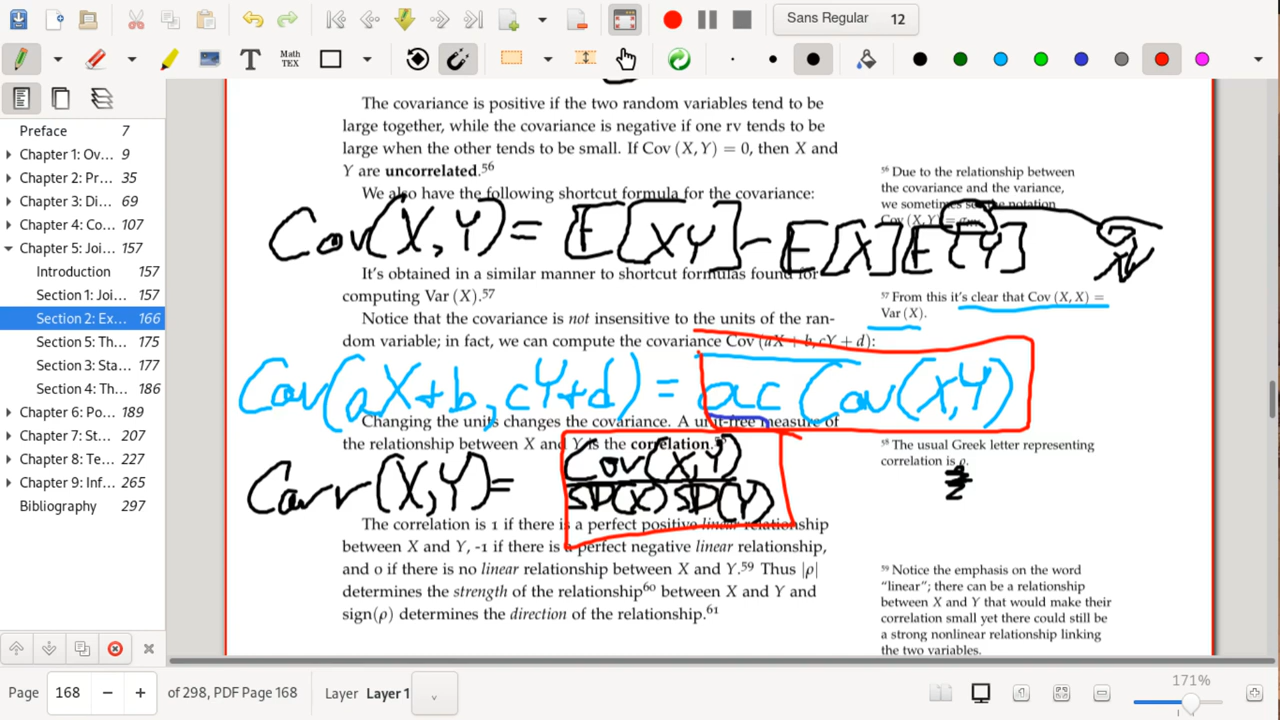 Sans Regular 12
T Math TEX
Preface 7
Chapter 1: Ov... 9
Chapter 2: Pr... 35
Chapter 3: Di... 69
Chapter 4: Co... 107
Chapter 5: Joi... 157
Introduction 157
Section 1: Joi... 157
Section 2: Ex... 166
Section 5: Th... 175
Section 3: Sta... 177
Section 4: Th... 186
Chapter 6: Po... 189
Chapter 7: St... 207
Chapter 8: Te... 227
Chapter 9: Inf... 265
Bibliography 297
The covariance is positive if the two random variables tend to be
large together, while the covariance is negative if one rv tends to be
large when the other tends to be small. If Cov (X, Y) = 0, then X and
Y are uncorrelated.56
We also have the following shortcut formula for the covariance:
Cov(X,Y) = E[XY] - E[X]E[Y]
It's obtained in a similar manner to shortcut formulas found for
computing Var (X).57
Notice that the covariance is not insensitive to the units of the ran-
dom variable; in fact, we can compute the covariance Cov (aX + b, cY + d):
Cov(aX+b, cY+d) = ac Cov(X,Y)
Changing the units changes the covariance. A unit-free measure of
the relationship between X and Y is the correlation.58
Corr(X,Y) = Cov(X,Y)
SD(X) SD(Y)
The correlation is 1 if there is a perfect positive linear relationship
between X and Y, -1 if there is a perfect negative linear relationship,
and 0 if there is no linear relationship between X and Y.59 Thus |ρ|
determines the strength of the relationship60 between X and Y and
sign(ρ) determines the direction of the relationship.61
56 Due to the relationship between
the covariance and the variance,
we sometimes the notation
Cov (X, Y) =
57 From this it's clear that Cov (X, X) =
Var (X).
58 The usual Greek letter representing
correlation is ρ.
59 Notice the emphasis on the word
"linear"; there can be a relationship
between X and Y that would make their
correlation small yet there could still be
a strong nonlinear relationship linking
the two variables.
Page 168 − + of 298, PDF Page 168 Layer Layer 1
171%